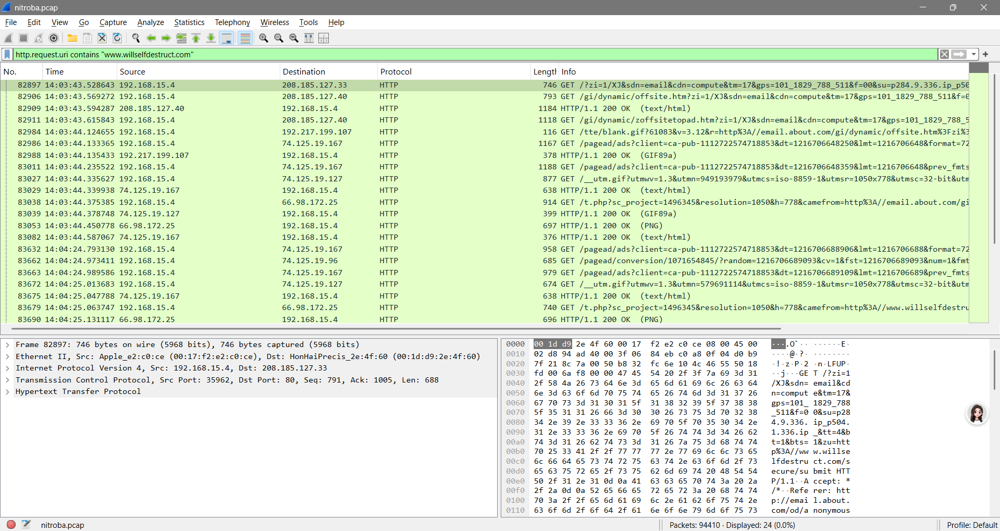 nitroba.pcap
File Edit View Go Capture Analyze Statistics Telephony Wireless Tools Help
http.request.uri contains "www.willselfdestruct.com"
No. Time Source Destination Protocol Length Info
82897 14:03:43.528643 192.168.15.4 208.185.127.33 HTTP 746 GET /?zi=1/XJ&sdn=email&cdn=compute&tm=17&gps=101_1829_788_511&f=00&su=p284.9.336.ip_p50
82906 14:03:43.569272 192.168.15.4 208.185.127.40 HTTP 793 GET /gi/dynamic/offsite.htm?zi=1/XJ&sdn=email&cdn=compute&tm=17&gps=101_1829_788_511&f=0
82909 14:03:43.594287 208.185.127.40 192.168.15.4 HTTP 1184 HTTP/1.1 200 OK (text/html)
82911 14:03:43.615843 192.168.15.4 208.185.127.40 HTTP 1118 GET /gi/dynamic/zoffsitetopad.htm?zi=1/XJ&sdn=email&cdn=compute&tm=17&gps=101_1829_788_5
82984 14:03:44.124655 192.168.15.4 192.217.199.107 HTTP 116 GET /tte/blank.gif?61083&v=3.12&r=http%3A//email.about.com/gi/dynamic/offsite.htm%3Fzi%3
82986 14:03:44.133365 192.168.15.4 74.125.19.167 HTTP 1167 GET /pagead/ads?client=ca-pub-1112722574718853&dt=1216706648250&lmt=1216706648&format=72
82988 14:03:44.135433 192.217.199.107 192.168.15.4 HTTP 378 HTTP/1.1 200 OK (GIF89a)
83011 14:03:44.235522 192.168.15.4 74.125.19.167 HTTP 1188 GET /pagead/ads?client=ca-pub-1112722574718853&dt=1216706648359&lmt=1216706648&prev_fmts
83027 14:03:44.335627 192.168.15.4 74.125.19.127 HTTP 877 GET /__utm.gif?utmwv=1.3&utmn=949193979&utmcs=iso-8859-1&utmsr=1050x778&utmsc=32-bit&utm
83029 14:03:44.339938 74.125.19.167 192.168.15.4 HTTP 638 HTTP/1.1 200 OK (text/html)
83038 14:03:44.375385 192.168.15.4 66.98.172.25 HTTP 914 GET /t.php?sc_project=1496345&resolution=1050&h=778&camefrom=http%3A//email.about.com/gi
83039 14:03:44.378748 74.125.19.127 192.168.15.4 HTTP 399 HTTP/1.1 200 OK (GIF89a)
83053 14:03:44.450778 66.98.172.25 192.168.15.4 HTTP 697 HTTP/1.1 200 OK (PNG)
83082 14:03:44.587067 74.125.19.167 192.168.15.4 HTTP 376 HTTP/1.1 200 OK (text/html)
83632 14:04:24.793130 192.168.15.4 74.125.19.167 HTTP 958 GET /pagead/ads?client=ca-pub-1112722574718853&dt=1216706688906&lmt=1216706688&format=72
83662 14:04:24.973411 192.168.15.4 74.125.19.96 HTTP 685 GET /pagead/conversion/1071654845/?random=1216706689093&cv=1&fst=1216706689093&num=1&fmt
83663 14:04:24.989586 192.168.15.4 74.125.19.167 HTTP 979 GET /pagead/ads?client=ca-pub-1112722574718853&dt=1216706689109&lmt=1216706689&prev_fmts
83672 14:04:25.013683 192.168.15.4 74.125.19.127 HTTP 674 GET /__utm.gif?utmwv=1.3&utmn=579691114&utmcs=iso-8859-1&utmsr=1050x778&utmsc=32-bit&utm
83675 14:04:25.047788 74.125.19.167 192.168.15.4 HTTP 638 HTTP/1.1 200 OK (text/html)
83679 14:04:25.063747 192.168.15.4 66.98.172.25 HTTP 740 GET /t.php?sc_project=1496345&resolution=1050&h=778&camefrom=http%3A//www.willselfdestru
83690 14:04:25.131117 66.98.172.25 192.168.15.4 HTTP 696 HTTP/1.1 200 OK (PNG)
Frame 82897: 746 bytes on wire (5968 bits), 746 bytes captured (5968 bits)
Ethernet II, Src: Apple_e2:c0:ce (00:17:f2:e2:c0:ce), Dst: HonHaiPrecis_2e:4f:60 (00:1d:d9:2e:4f:60)
Internet Protocol Version 4, Src: 192.168.15.4, Dst: 208.185.127.33
Transmission Control Protocol, Src Port: 35962, Dst Port: 80, Seq: 791, Ack: 1005, Len: 688
Hypertext Transfer Protocol
0000 00 1d d9 2e 4f 60 00 17 f2 e2 c0 ce 08 00 45 00 ···.O`·· ······E·
0010 02 d8 94 ad 40 00 3f 06 84 eb c0 a8 0f 04 d0 b9 ····@·?· ········
0020 7f 21 8c 7a 00 50 b8 32 fc 6e 10 4c 46 55 50 18 ·!·z·P·2 ·n·LFUP·
0030 fd 00 6a f8 00 00 47 45 54 20 2f 3f 7a 69 3d 31 ··j···GE T /?zi=1
0040 2f 58 4a 26 73 64 6e 3d 65 6d 61 69 6c 26 63 64 /XJ&sdn= email&cd
0050 6e 3d 63 6f 6d 70 75 74 65 26 74 6d 3d 31 37 26 n=comput e&tm=17&
0060 67 70 73 3d 31 30 31 5f 31 38 32 39 5f 37 38 38 gps=101_ 1829_788
0070 5f 35 31 31 26 66 3d 30 30 26 73 75 3d 70 32 38 _511&f=0 0&su=p28
0080 34 2e 39 2e 33 33 36 2e 69 70 5f 70 35 30 34 2e 4.9.336. ip_p504.
0090 31 2e 33 33 36 2e 69 70 5f 26 74 74 3d 34 26 62 1.336.ip _&tt=4&b
00a0 74 3d 31 26 62 74 73 3d 31 26 7a 75 3d 68 74 74 t=1&bts= 1&zu=htt
00b0 70 25 33 41 2f 2f 77 77 77 2e 77 69 6c 6c 73 65 p%3A//ww w.willse
00c0 6c 66 64 65 73 74 72 75 63 74 2e 63 6f 6d 2f 73 lfdestru ct.com/s
00d0 65 63 75 72 65 2f 73 75 62 6d 69 74 20 48 54 54 ecure/su bmit HTT
00e0 50 2f 31 2e 31 0d 0a 41 63 63 65 70 74 3a 20 2a P/1.1··A ccept: *
00f0 2f 2a 0d 0a 52 65 66 65 72 65 72 3a 20 68 74 74 /*··Refe rer: htt
0100 70 3a 2f 2f 65 6d 61 69 6c 2e 61 62 6f 75 74 2e p://emai l.about.
0110 63 6f 6d 2f 6f 64 2f 61 6e 6f 6e 79 6d 6f 75 73 com/od/a nonymous
nitroba.pcap Packets: 94410 · Displayed: 24 (0.0%) Profile: Default